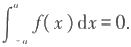 ∫_{-a}^{a} f(x)dx=0.